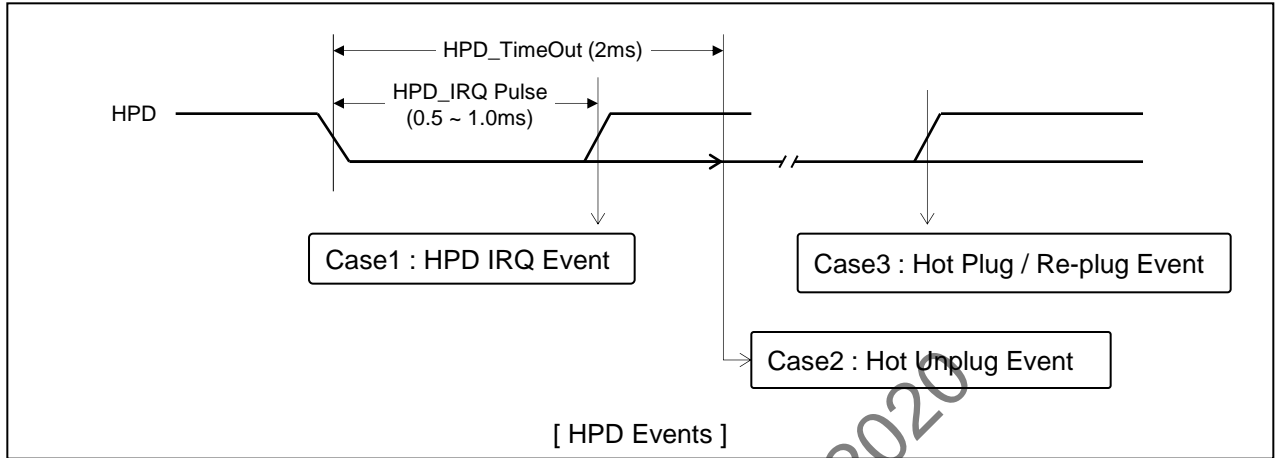 HPD_TimeOut (2ms)
HPD_IRQ Pulse
(0.5 ~ 1.0ms)
HPD
Case1 : HPD IRQ Event
Case3 : Hot Plug / Re-plug Event
Case2 : Hot Unplug Event
2020
[ HPD Events ]